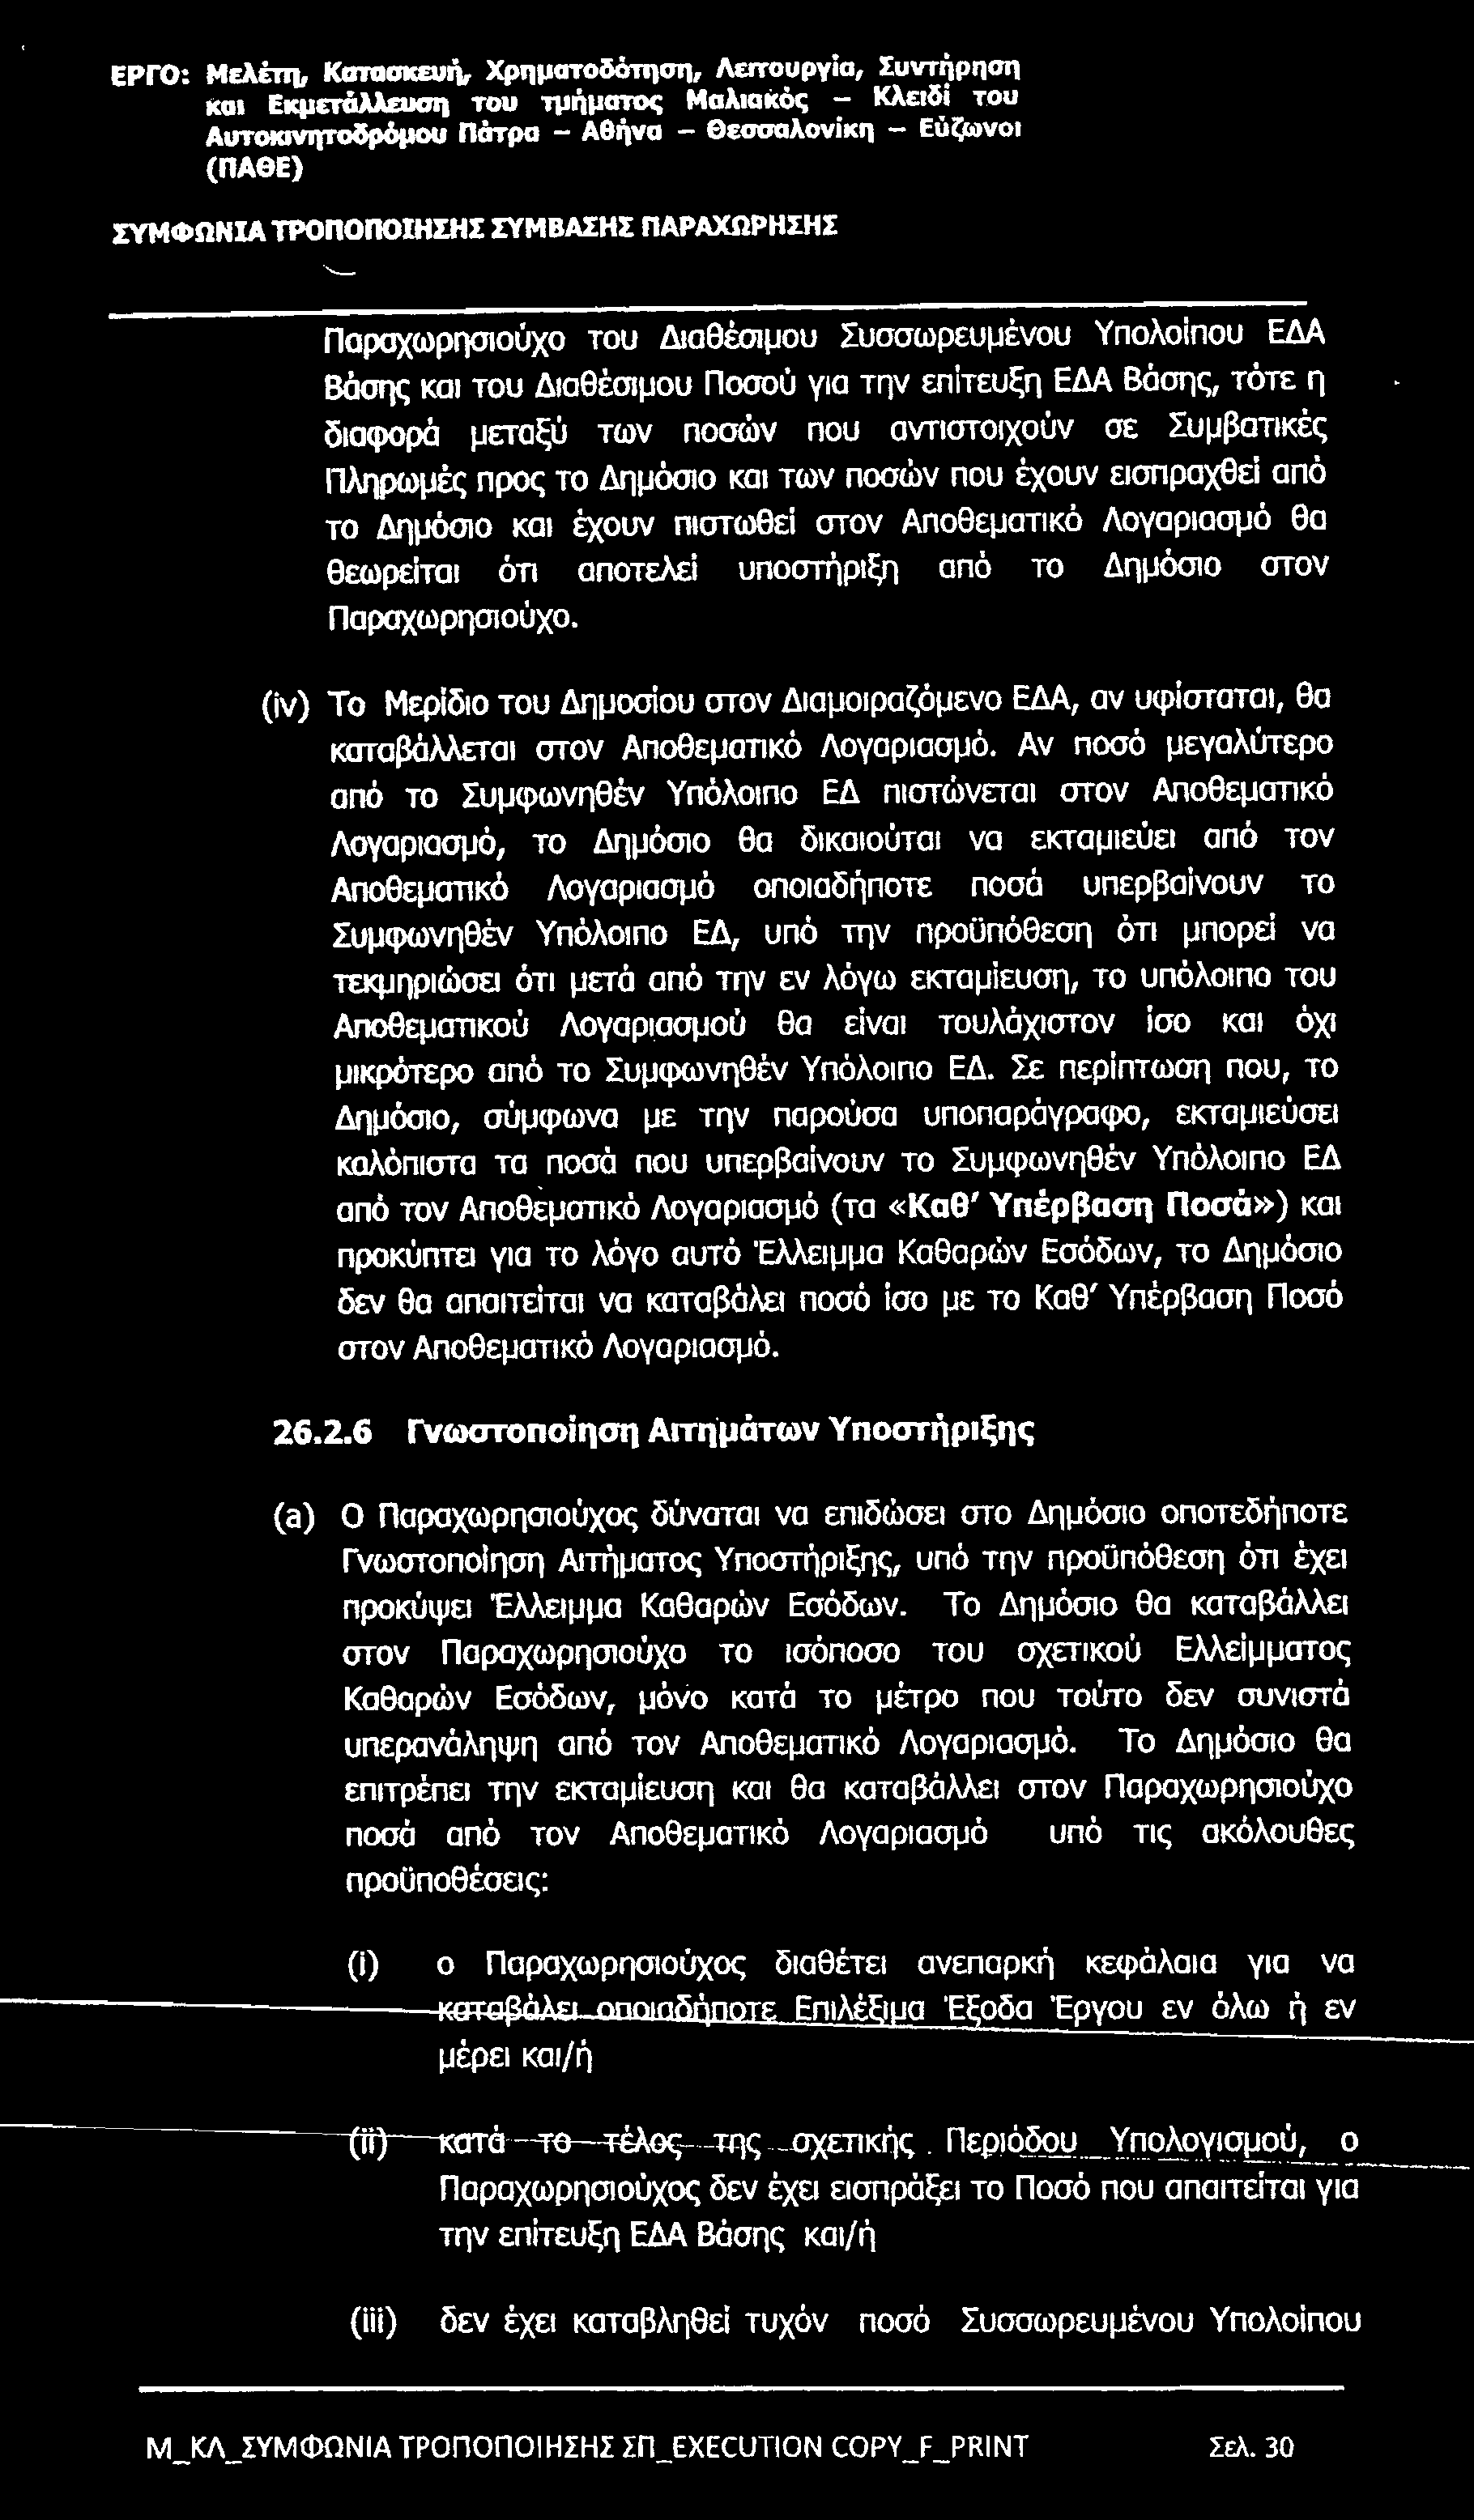 ΕΡΓΟ: Μελέτη, Κατασκευή, Χρηματοδότηση, Λειτουργία, Συντήρηση
και Εκμετάλλευση του τμήματος Μαλιακός – Κλειδί του
Αυτοκινητοδρόμου Πάτρα – Αθήνα – Θεσσαλονίκη – Εύζωνοι
(ΠΑΘΕ)
ΣΥΜΦΩΝΙΑ ΤΡΟΠΟΠΟΙΗΣΗΣ ΣΥΜΒΑΣΗΣ ΠΑΡΑΧΩΡΗΣΗΣ
Παραχωρησιούχο του Διαθέσιμου Συσσωρευμένου Υπολοίπου ΕΔΑ
Βάσης και του Διαθέσιμου Ποσού για την επίτευξη ΕΔΑ Βάσης, τότε η
διαφορά μεταξύ των ποσών που αντιστοιχούν σε Συμβατικές
Πληρωμές προς το Δημόσιο και των ποσών που έχουν εισπραχθεί από
το Δημόσιο και έχουν πιστωθεί στον Αποθεματικό Λογαριασμό θα
θεωρείται ότι αποτελεί υποστήριξη από το Δημόσιο στον
Παραχωρησιούχο.
(iv) Το Μερίδιο του Δημοσίου στον Διαμοιραζόμενο ΕΔΑ, αν υφίσταται, θα
καταβάλλεται στον Αποθεματικό Λογαριασμό. Αν ποσό μεγαλύτερο
από το Συμφωνηθέν Υπόλοιπο ΕΔ πιστώνεται στον Αποθεματικό
Λογαριασμό, το Δημόσιο θα δικαιούται να εκταμιεύει από τον
Αποθεματικό Λογαριασμό οποιαδήποτε ποσά υπερβαίνουν το
Συμφωνηθέν Υπόλοιπο ΕΔ, υπό την προϋπόθεση ότι μπορεί να
τεκμηριώσει ότι μετά από την εν λόγω εκταμίευση, το υπόλοιπο του
Αποθεματικού Λογαριασμού θα είναι τουλάχιστον ίσο και όχι
μικρότερο από το Συμφωνηθέν Υπόλοιπο ΕΔ. Σε περίπτωση που, το
Δημόσιο, σύμφωνα με την παρούσα υποπαράγραφο, εκταμιεύσει
καλόπιστα τα ποσά που υπερβαίνουν το Συμφωνηθέν Υπόλοιπο ΕΔ
από τον Αποθεματικό Λογαριασμό (τα «Καθ' Υπέρβαση Ποσά») και
προκύπτει για το λόγο αυτό Έλλειμμα Καθαρών Εσόδων, το Δημόσιο
δεν θα απαιτείται να καταβάλει ποσό ίσο με το Καθ' Υπέρβαση Ποσό
στον Αποθεματικό Λογαριασμό.
26.2.6 Γνωστοποίηση Αιτημάτων Υποστήριξης
(a) Ο Παραχωρησιούχος δύναται να επιδώσει στο Δημόσιο οποτεδήποτε
Γνωστοποίηση Αιτήματος Υποστήριξης, υπό την προϋπόθεση ότι έχει
προκύψει Έλλειμμα Καθαρών Εσόδων. Το Δημόσιο θα καταβάλλει
στον Παραχωρησιούχο το ισόποσο του σχετικού Ελλείμματος
Καθαρών Εσόδων, μόνο κατά το μέτρο που τούτο δεν συνιστά
υπερανάληψη από τον Αποθεματικό Λογαριασμό. Το Δημόσιο θα
επιτρέπει την εκταμίευση και θα καταβάλλει στον Παραχωρησιούχο
ποσά από τον Αποθεματικό Λογαριασμό υπό τις ακόλουθες
προϋποθέσεις:
(i) ο Παραχωρησιούχος διαθέτει ανεπαρκή κεφάλαια για να
καταβάλει οποιαδήποτε Επιλέξιμα Έξοδα Έργου εν όλω ή εν
μέρει και/ή
(ii) κατά το τέλος της σχετικής Περιόδου Υπολογισμού, ο
Παραχωρησιούχος δεν έχει εισπράξει το Ποσό που απαιτείται για
την επίτευξη ΕΔΑ Βάσης και/ή
(iii) δεν έχει καταβληθεί τυχόν ποσό Συσσωρευμένου Υπολοίπου
Μ_ΚΛ_ΣΥΜΦΩΝΙΑ ΤΡΟΠΟΠΟΙΗΣΗΣ ΣΠ_EXECUTION COPY_F_PRINT Σελ. 30